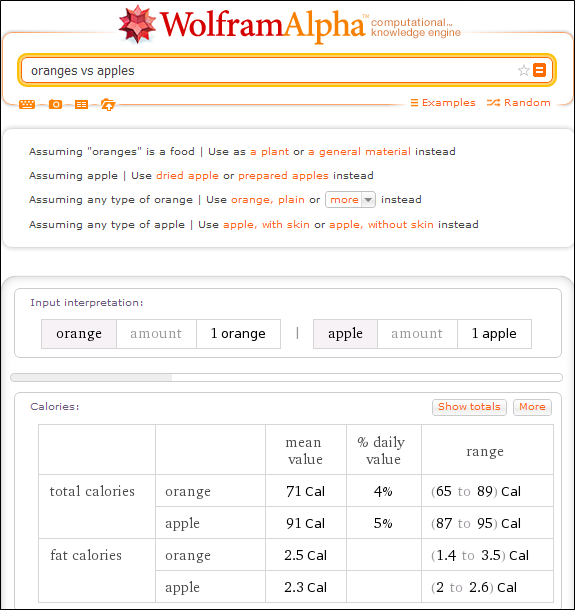 WolframAlpha™ computational... knowledge engine
oranges vs apples
Examples Random
Assuming "oranges" is a food | Use as a plant or a general material instead
Assuming apple | Use dried apple or prepared apples instead
Assuming any type of orange | Use orange, plain or more instead
Assuming any type of apple | Use apple, with skin or apple, without skin instead
Input interpretation:
orange amount 1 orange | apple amount 1 apple
Calories: Show totals More
mean value % daily value range
total calories orange 71 Cal 4% (65 to 89) Cal
apple 91 Cal 5% (87 to 95) Cal
fat calories orange 2.5 Cal (1.4 to 3.5) Cal
apple 2.3 Cal (2 to 2.6) Cal